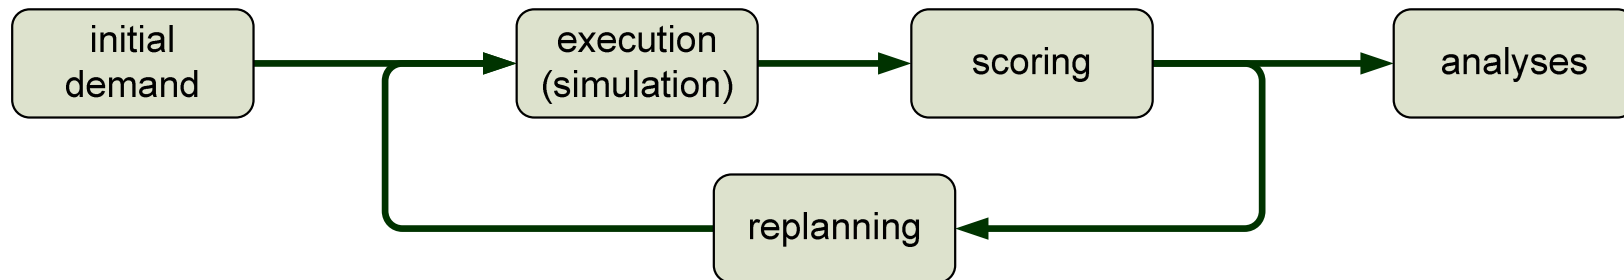 initial
demand
execution
(simulation)
scoring
analyses
replanning